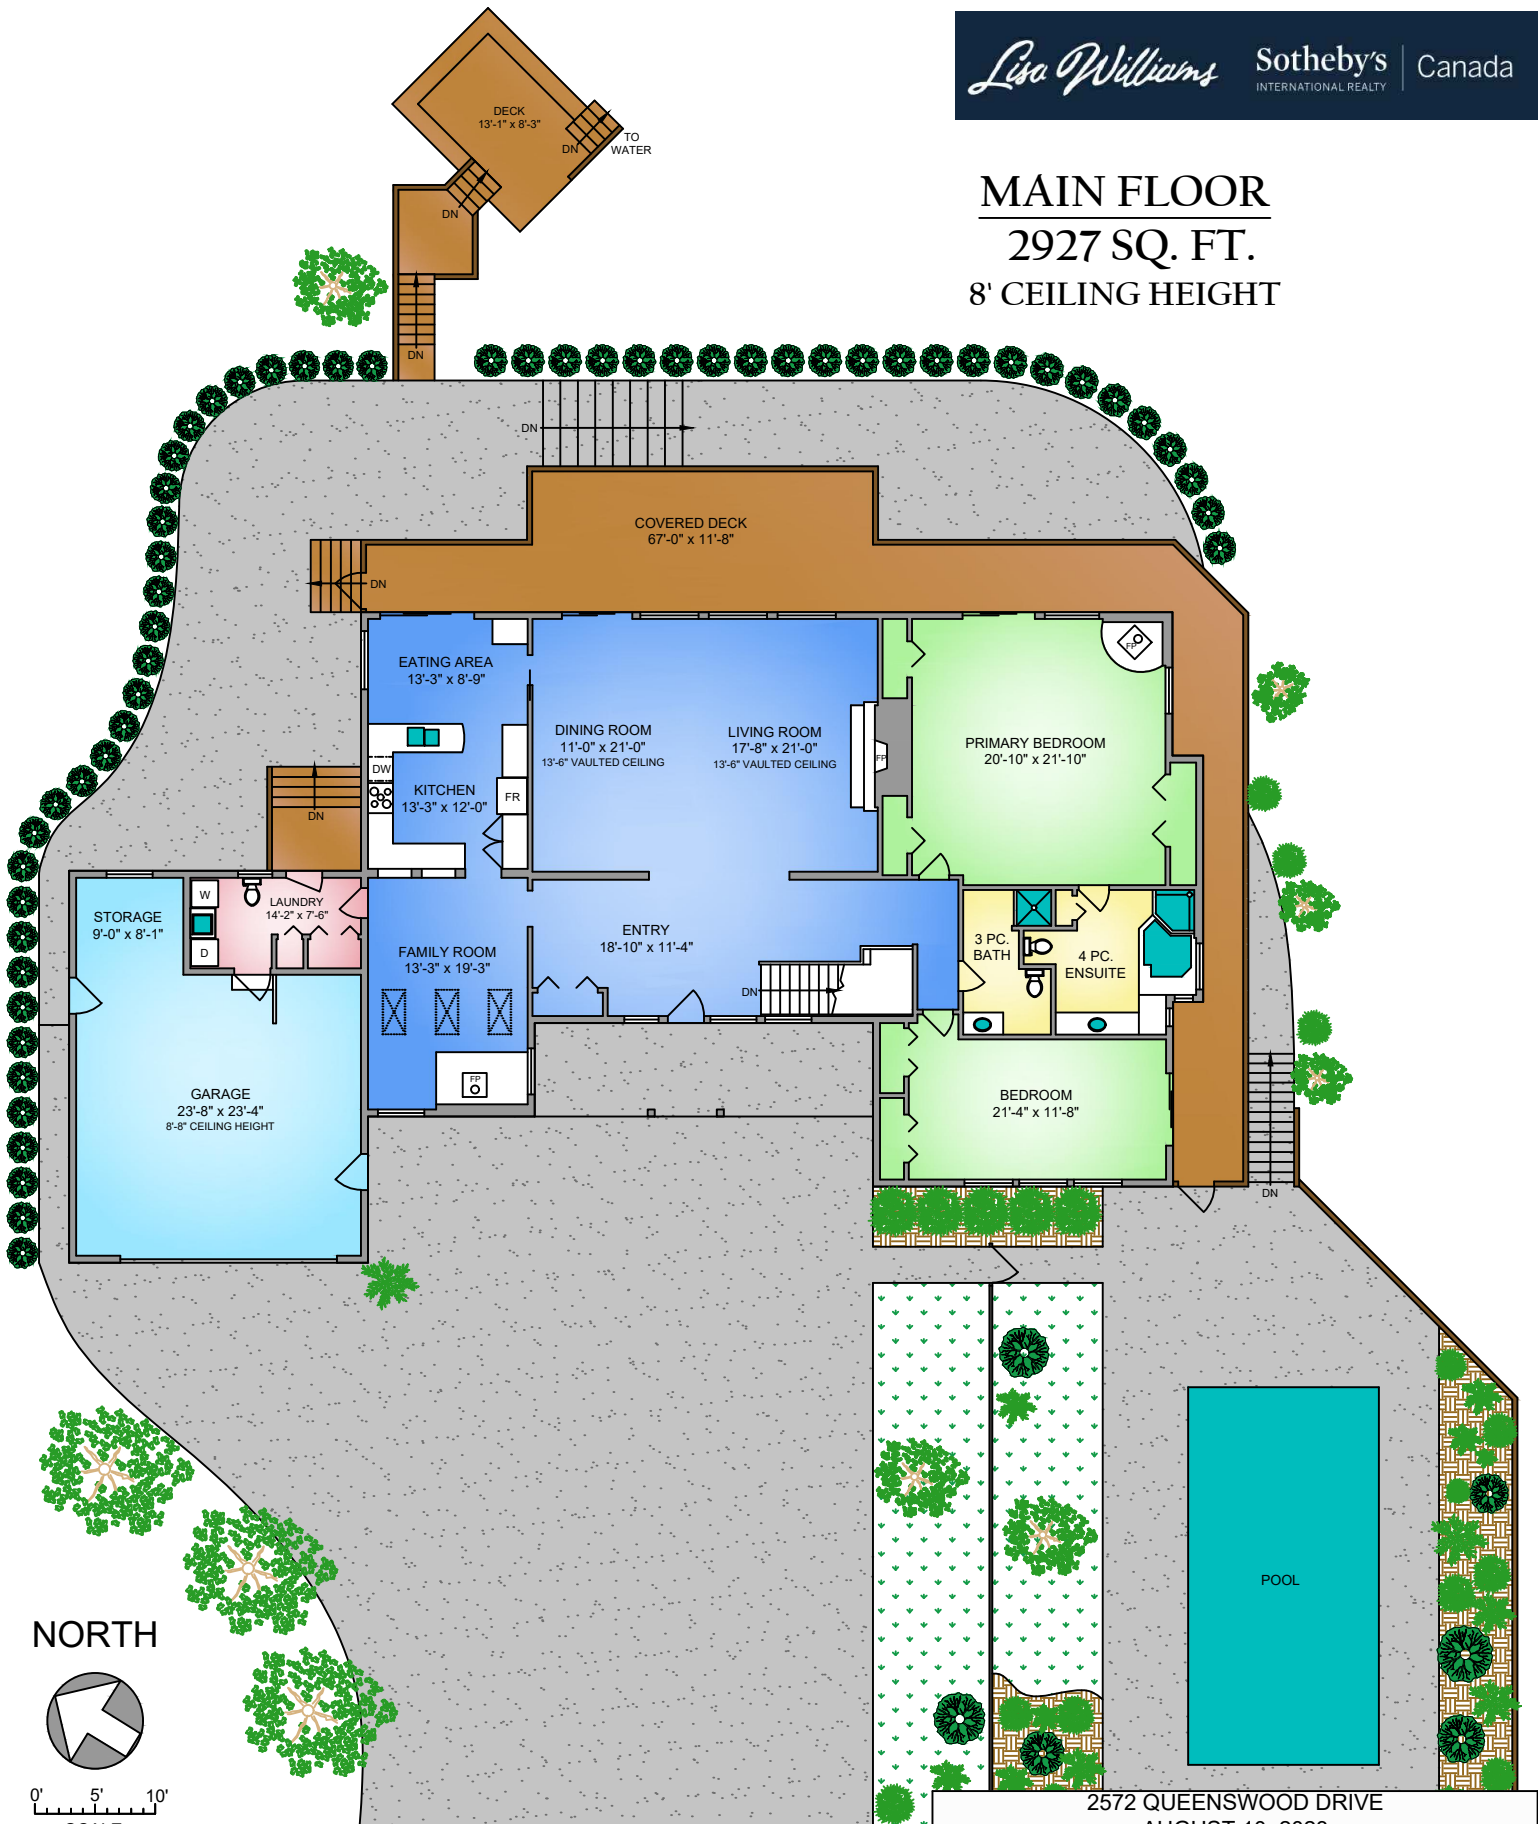 Lisa Williams
Sotheby's
INTERNATIONAL REALTY
Canada
MAIN FLOOR
2927 SQ. FT.
8' CEILING HEIGHT
DECK
13'-1" x 8'-3"
DN
TO
WATER
DN
DN
DN
COVERED DECK
67'-0" x 11'-8"
DN
EATING AREA
13'-3" x 8'-9"
FP
DINING ROOM
11'-0" x 21'-0"
13'-6" VAULTED CEILING
LIVING ROOM
17'-8" x 21'-0"
13'-6" VAULTED CEILING
FP
PRIMARY BEDROOM
20'-10" x 21'-10"
DW
KITCHEN
13'-3" x 12'-0"
FR
DN
W
LAUNDRY
14'-2" x 7'-6"
D
STORAGE
9'-0" x 8'-1"
FAMILY ROOM
13'-3" x 19'-3"
ENTRY
18'-10" x 11'-4"
3 PC.
BATH
4 PC.
ENSUITE
DN
FP
GARAGE
23'-8" x 23'-4"
8'-8" CEILING HEIGHT
BEDROOM
21'-4" x 11'-8"
DN
POOL
NORTH
0' 5' 10'
2572 QUEENSWOOD DRIVE